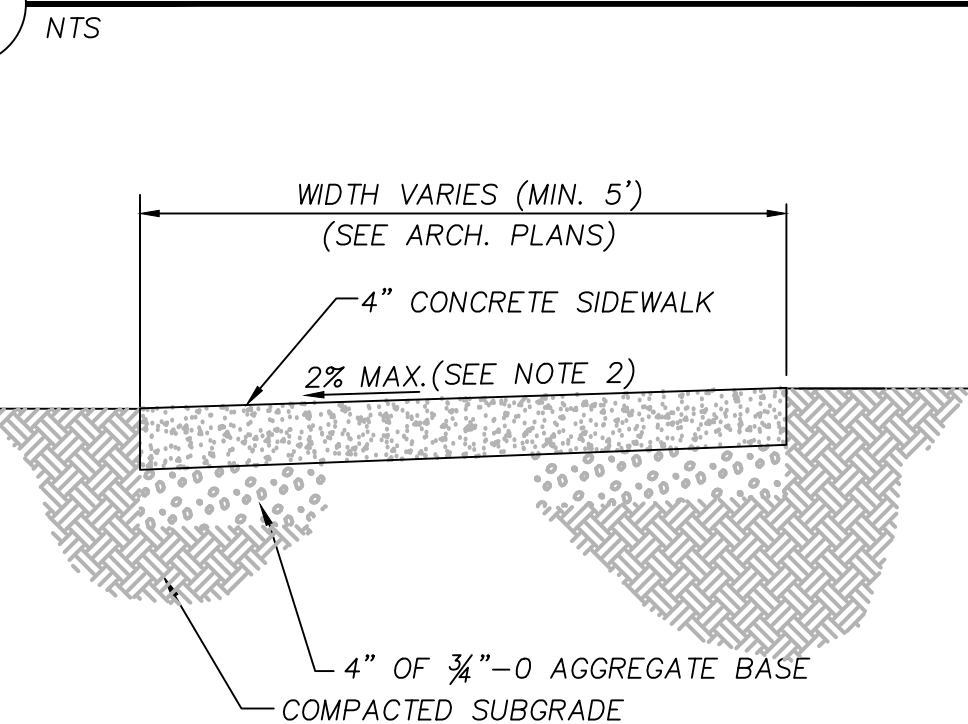 NTS
WIDTH VARIES (MIN. 5')
(SEE ARCH. PLANS)
4" CONCRETE SIDEWALK
2% MAX.(SEE NOTE 2)
4" OF ¾"-0 AGGREGATE BASE
COMPACTED SUBGRADE